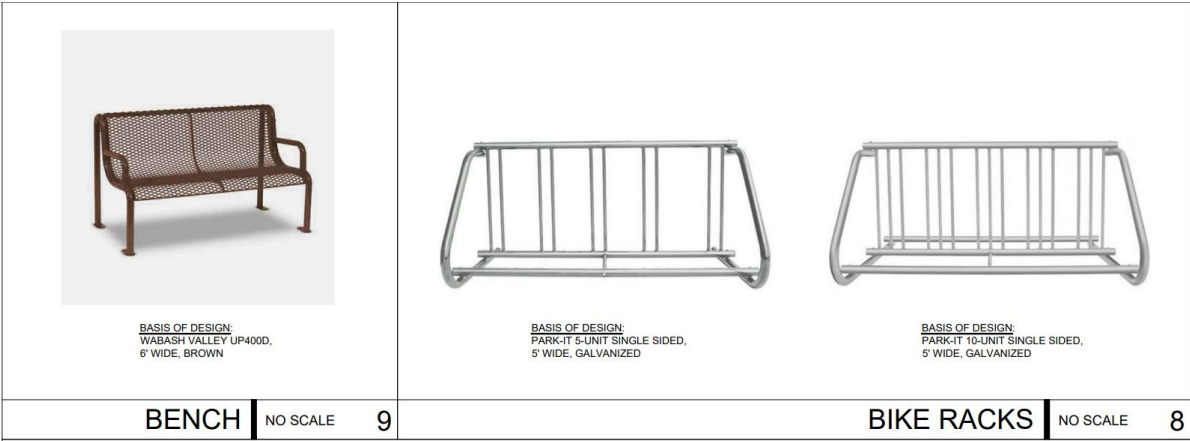 BASIS OF DESIGN:
WABASH VALLEY UP400D,
6' WIDE, BROWN
BASIS OF DESIGN:
PARK-IT 5-UNIT SINGLE SIDED,
5' WIDE, GALVANIZED
BASIS OF DESIGN:
PARK-IT 10-UNIT SINGLE SIDED,
5' WIDE, GALVANIZED
BENCH NO SCALE 9
BIKE RACKS NO SCALE 8